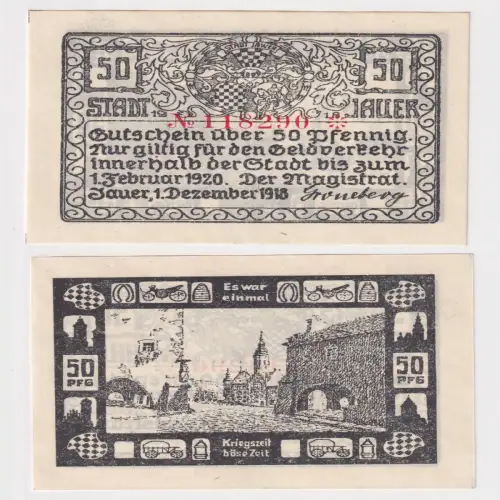 50
50
STADT JAUER
№ 118290 *
Gutschein über 50 Pfennig.
Nur giltig für den Geldverkehr
innerhalb der Stadt bis zum
1. Februar 1920. Der Magistrat.
Jauer, 1. Dezember 1918 Groneberg
Es war
einmal
50
PFG
50
PFG
Kriegszeit
böse Zeit